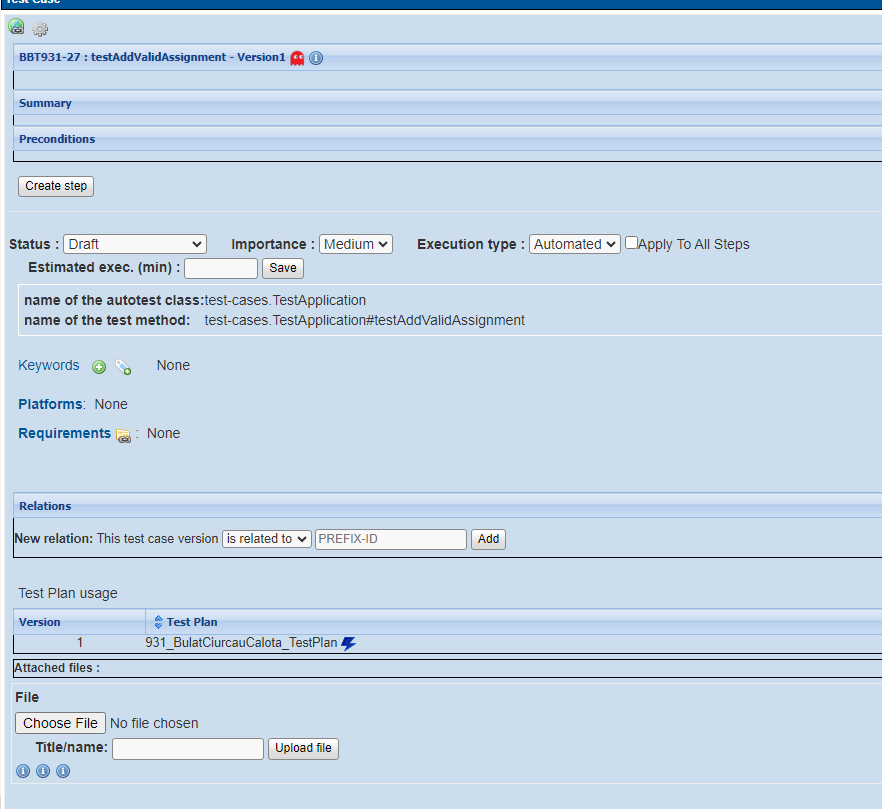 Test Case
BBT931-27 : testAddValidAssignment - Version1
Summary
Preconditions
Create step
Status : Draft Importance : Medium Execution type : Automated Apply To All Steps
Estimated exec. (min) : Save
name of the autotest class:test-cases.TestApplication
name of the test method: test-cases.TestApplication#testAddValidAssignment
Keywords None
Platforms: None
Requirements : None
Relations
New relation: This test case version is related to PREFIX-ID Add
Test Plan usage
Version Test Plan
1 931_BulatCiurcauCalota_TestPlan
Attached files :
File
Choose File No file chosen
Title/name: Upload file